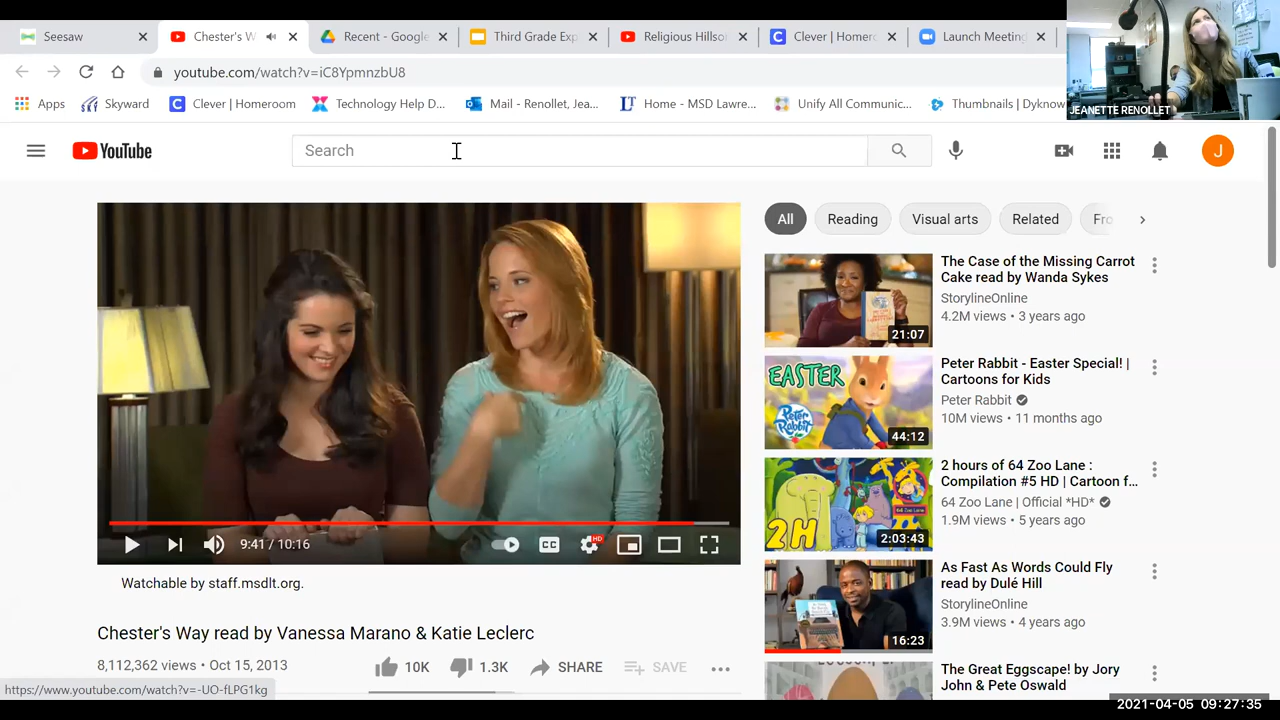 Seesaw
Chester's W
Recent - Google
Third Grade Exp
Religious Hillso
Clever | Homerc
Launch Meeting
youtube.com/watch?v=iC8YpmnzbU8
JEANETTE RENOLLET
Apps
Skyward
Clever | Homeroom
Technology Help D...
Mail - Renollet, Jea...
Home - MSD Lawre...
Unify All Communic...
Thumbnails | Dyknow
YouTube
Search
J
All
Reading
Visual arts
Related
Fro
The Case of the Missing Carrot
Cake read by Wanda Sykes
StorylineOnline
4.2M views • 3 years ago
21:07
EASTER
Peter Rabbit
Peter Rabbit - Easter Special! |
Cartoons for Kids
Peter Rabbit
10M views • 11 months ago
44:12
2 hours of 64 Zoo Lane :
Compilation #5 HD | Cartoon f...
64 Zoo Lane | Official *HD*
1.9M views • 5 years ago
2H
2:03:43
As Fast As Words Could Fly
read by Dulé Hill
StorylineOnline
3.9M views • 4 years ago
16:23
The Great Eggscape! by Jory
John & Pete Oswald
9:41 / 10:16
CC
HD
Watchable by staff.msdlt.org.
Chester's Way read by Vanessa Marano & Katie Leclerc
8,112,362 views • Oct 15, 2013
10K
1.3K
SHARE
SAVE
https://www.youtube.com/watch?v=-UO-fLPG1kg
2021-04-05 09:27:35